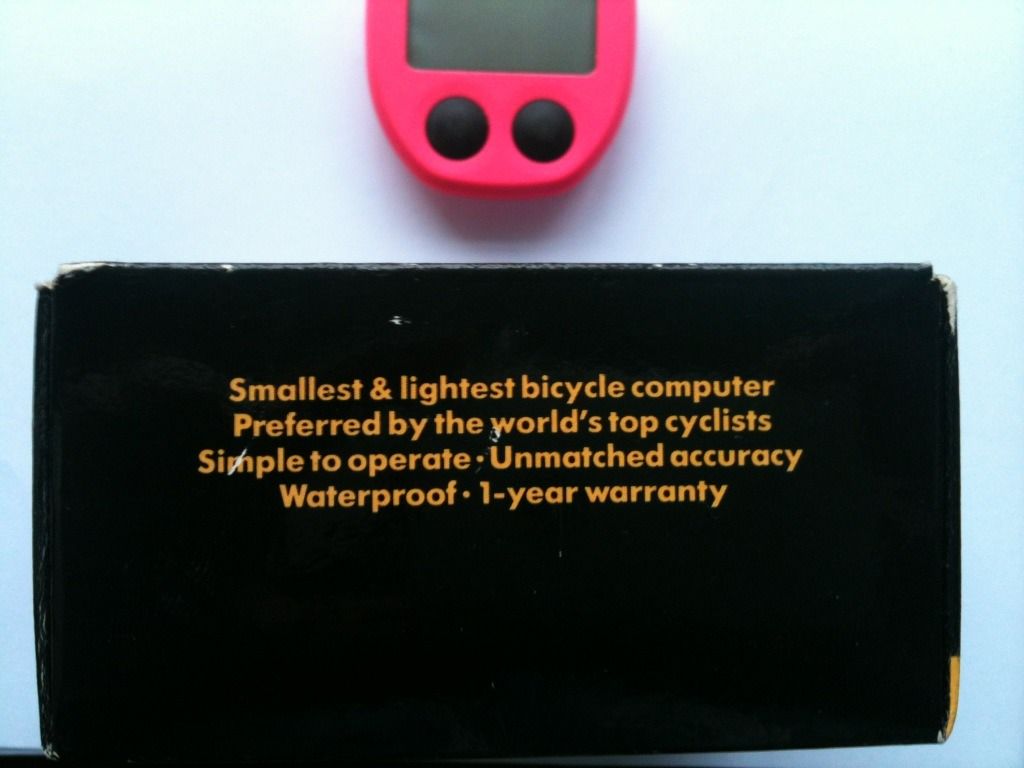 Smallest & lightest bicycle computer
Preferred by the world's top cyclists
Simple to operate · Unmatched accuracy
Waterproof · 1-year warranty